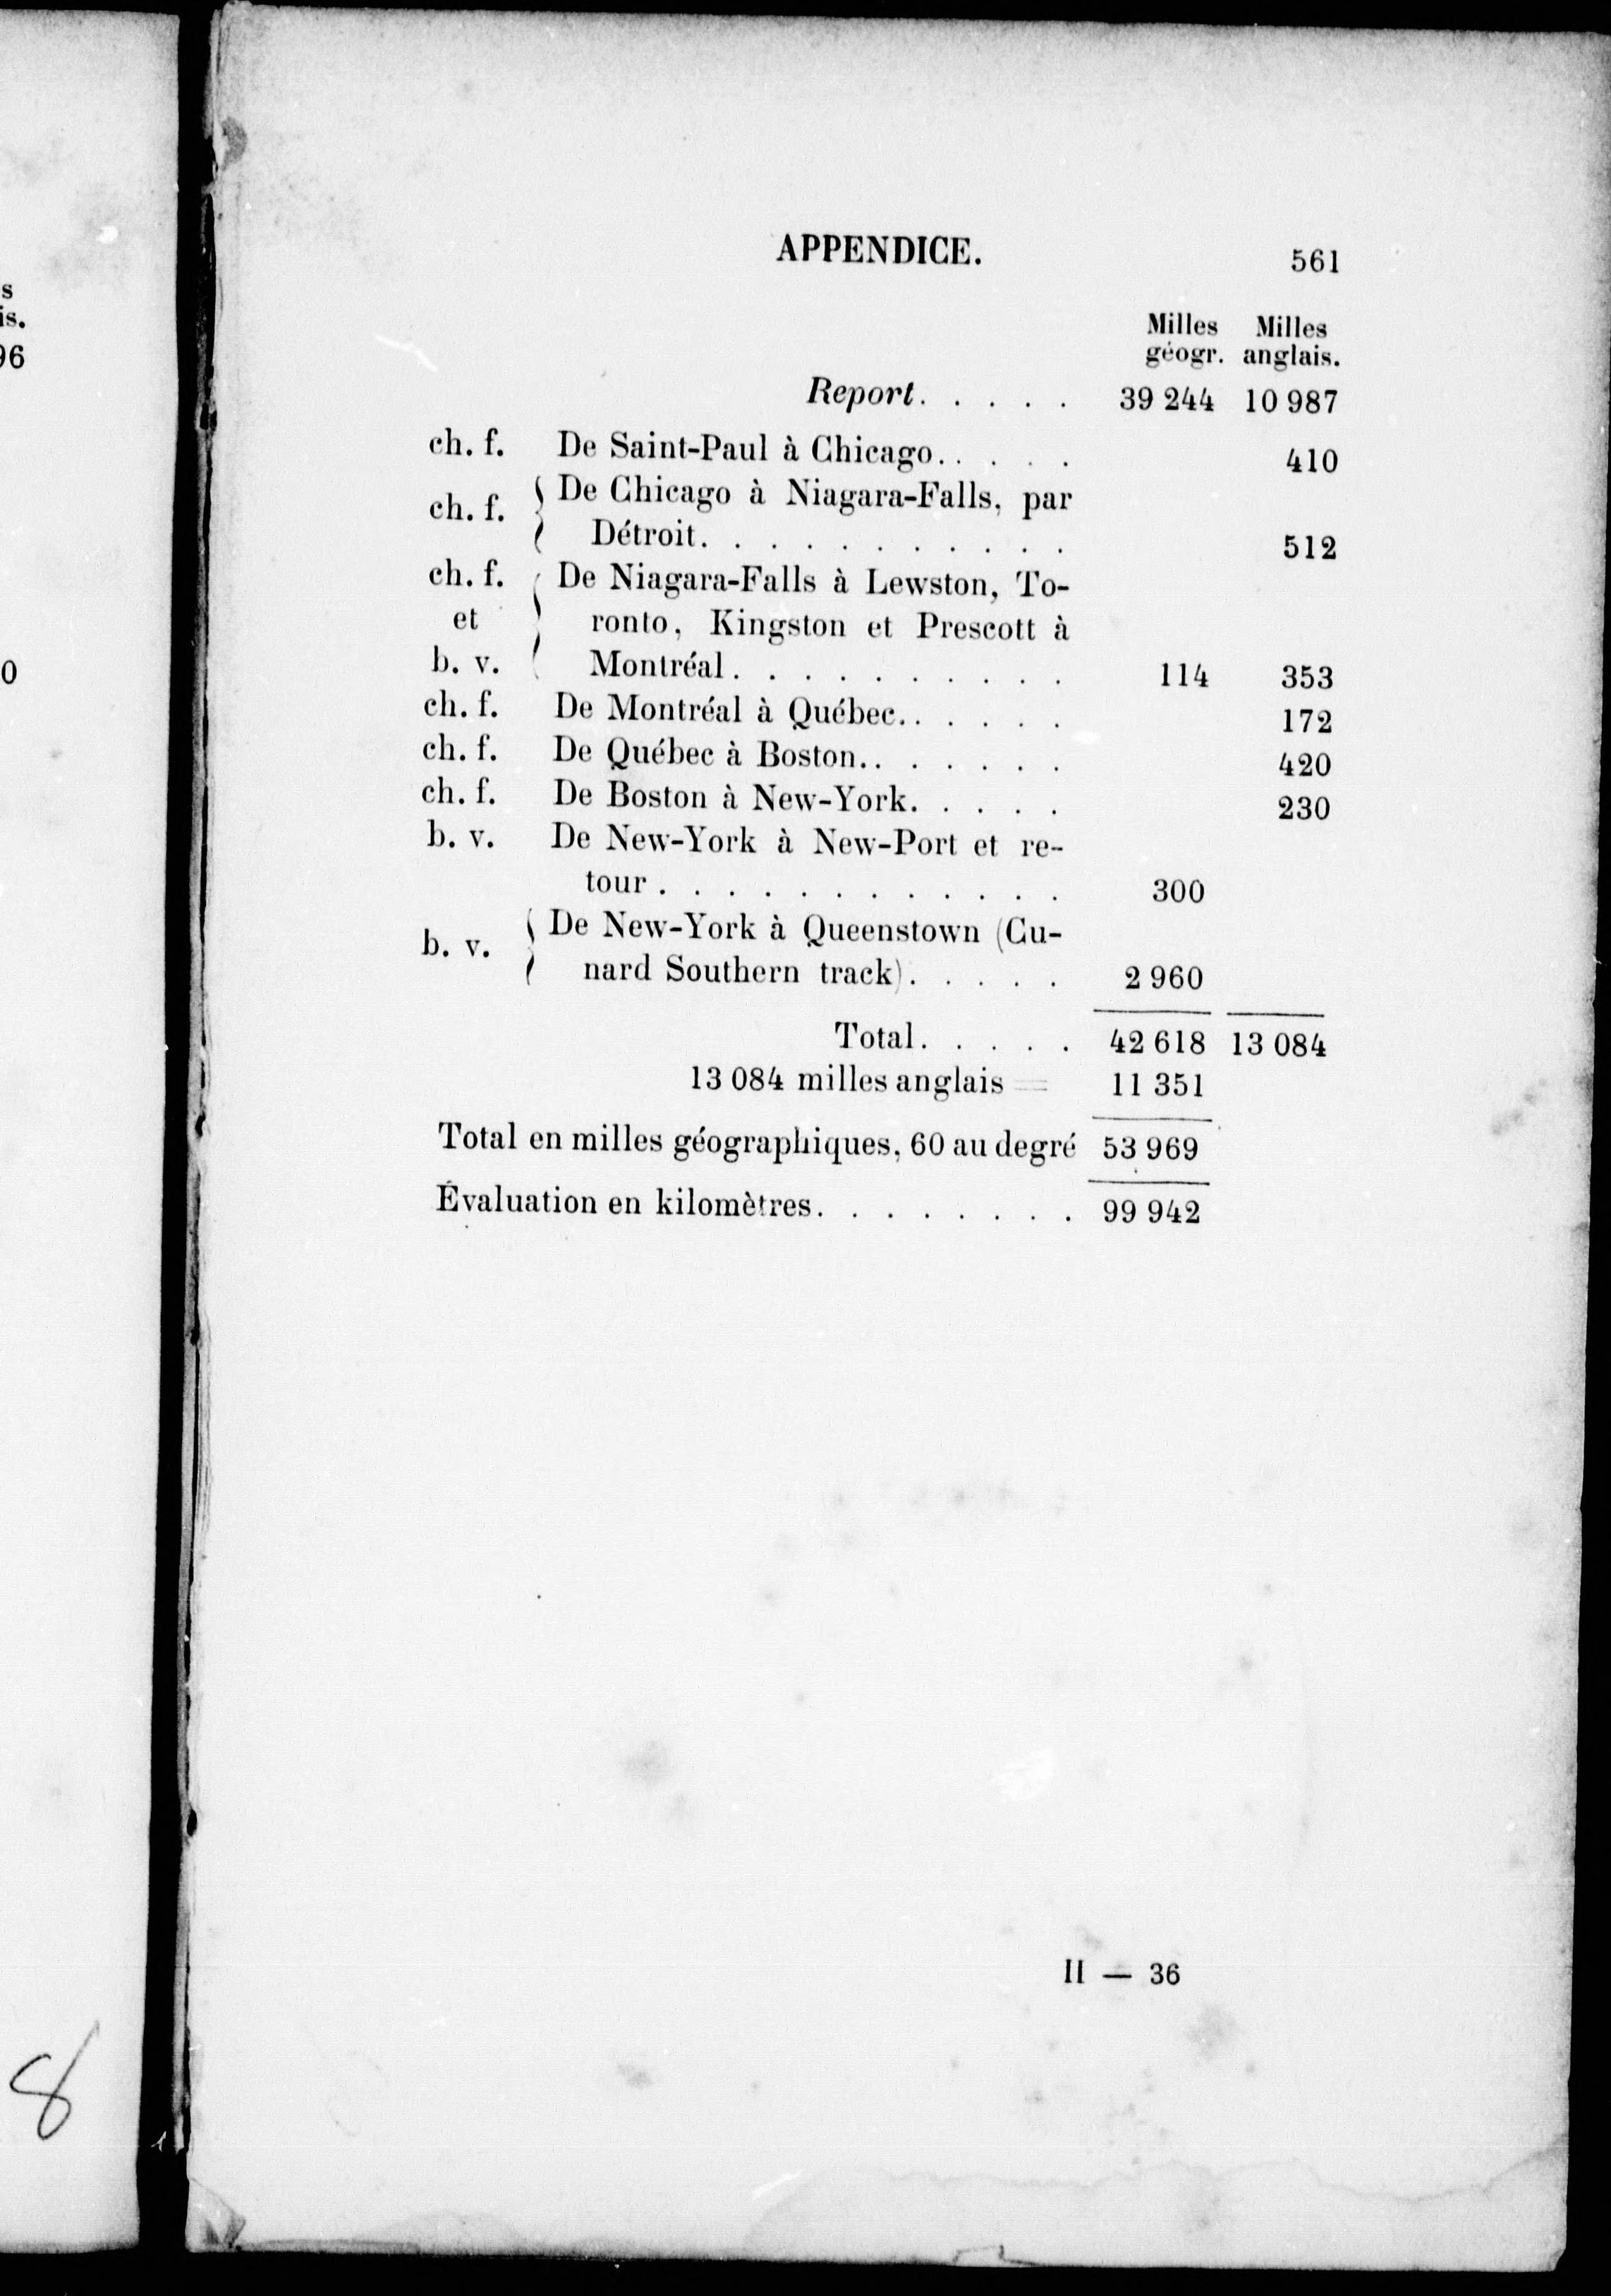 s
is.
96
0
8
APPENDICE. 561
Milles Milles
géogr. anglais.
Report. . . . . 39 244 10 987
ch. f. De Saint-Paul à Chicago. . . . . 410
ch. f. De Chicago à Niagara-Falls, par
Détroit. . . . . . . . . . . 512
ch. f. De Niagara-Falls à Lewston, To-
et ronto, Kingston et Prescott à
b. v. Montréal. . . . . . . . . . 114 353
ch. f. De Montréal à Québec. . . . . . 172
ch. f. De Québec à Boston. . . . . . . 420
ch. f. De Boston à New-York. . . . . 230
b. v. De New-York à New-Port et re-
tour . . . . . . . . . . . . 300
b. v. De New-York à Queenstown (Cu-
nard Southern track). . . . . 2 960
Total. . . . . 42 618 13 084
13 084 milles anglais = 11 351
Total en milles géographiques, 60 au degré 53 969
Évaluation en kilomètres. . . . . . . . 99 942
II — 36